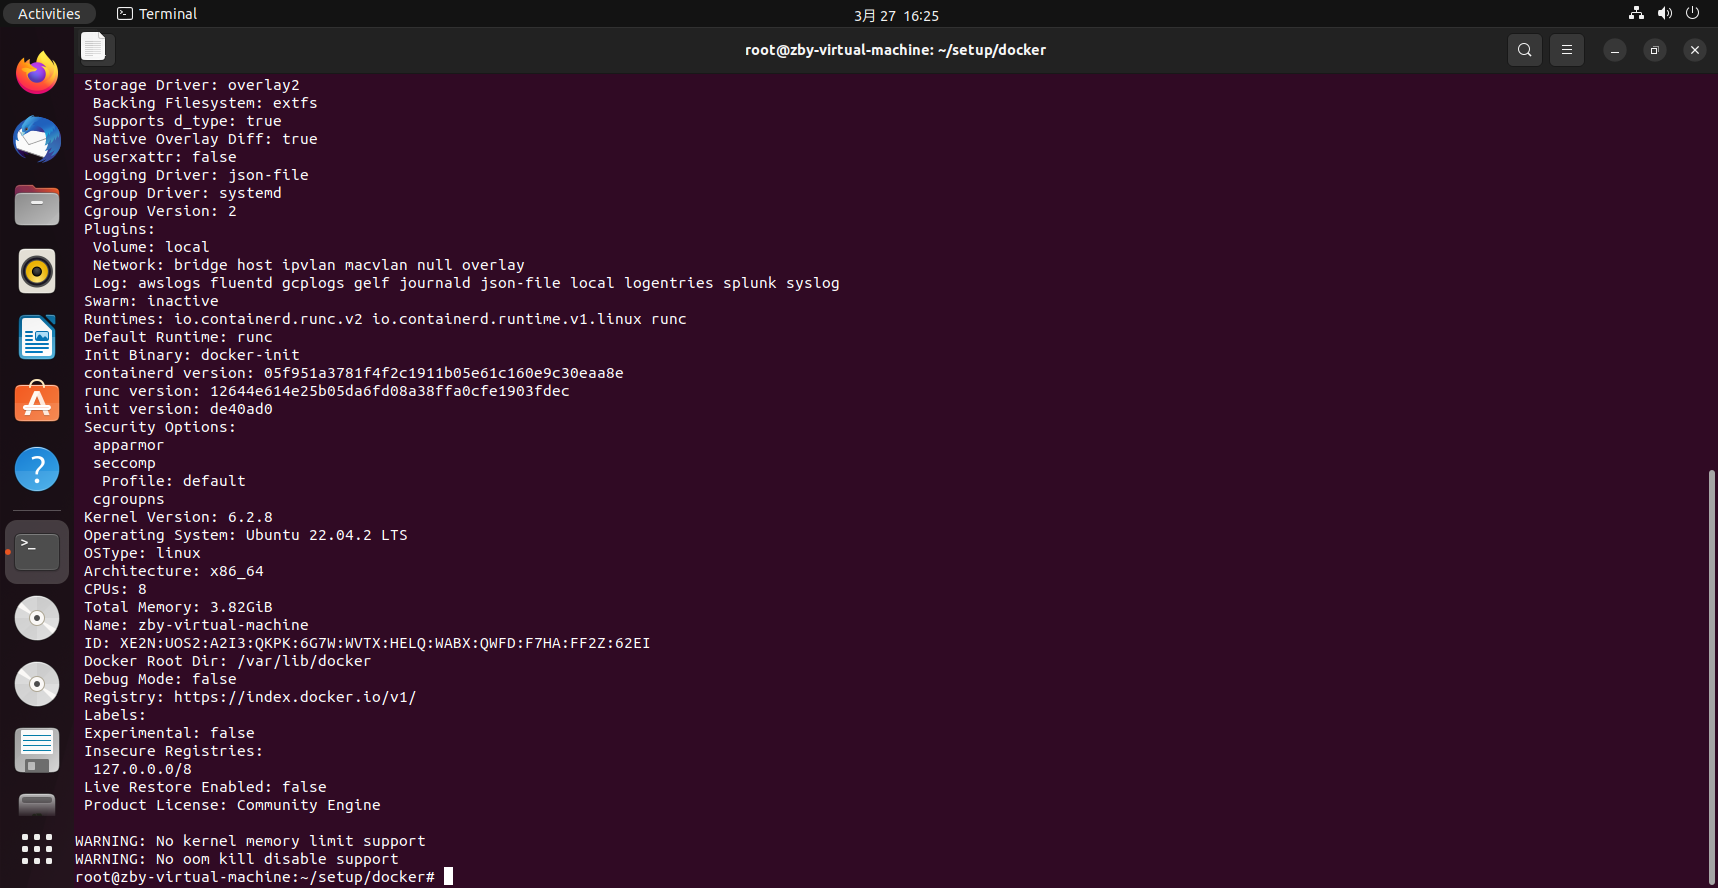 Activities
Terminal
3月 27 16:25
root@zby-virtual-machine: ~/setup/docker
Storage Driver: overlay2
Backing Filesystem: extfs
Supports d_type: true
Native Overlay Diff: true
userxattr: false
Logging Driver: json-file
Cgroup Driver: systemd
Cgroup Version: 2
Plugins:
Volume: local
Network: bridge host ipvlan macvlan null overlay
Log: awslogs fluentd gcplogs gelf journald json-file local logentries splunk syslog
Swarm: inactive
Runtimes: io.containerd.runc.v2 io.containerd.runtime.v1.linux runc
Default Runtime: runc
Init Binary: docker-init
containerd version: 05f951a3781f4f2c1911b05e61c160e9c30eaa8e
runc version: 12644e614e25b05da6fd08a38ffa0cfe1903fdec
init version: de40ad0
Security Options:
apparmor
seccomp
Profile: default
cgroupns
Kernel Version: 6.2.8
Operating System: Ubuntu 22.04.2 LTS
OSType: linux
Architecture: x86_64
CPUs: 8
Total Memory: 3.82GiB
Name: zby-virtual-machine
ID: XE2N:UOS2:A2I3:QKPK:6G7W:WVTX:HELQ:WABX:QWFD:F7HA:FF2Z:62EI
Docker Root Dir: /var/lib/docker
Debug Mode: false
Registry: https://index.docker.io/v1/
Labels:
Experimental: false
Insecure Registries:
127.0.0.0/8
Live Restore Enabled: false
Product License: Community Engine
WARNING: No kernel memory limit support
WARNING: No oom kill disable support
root@zby-virtual-machine:~/setup/docker#